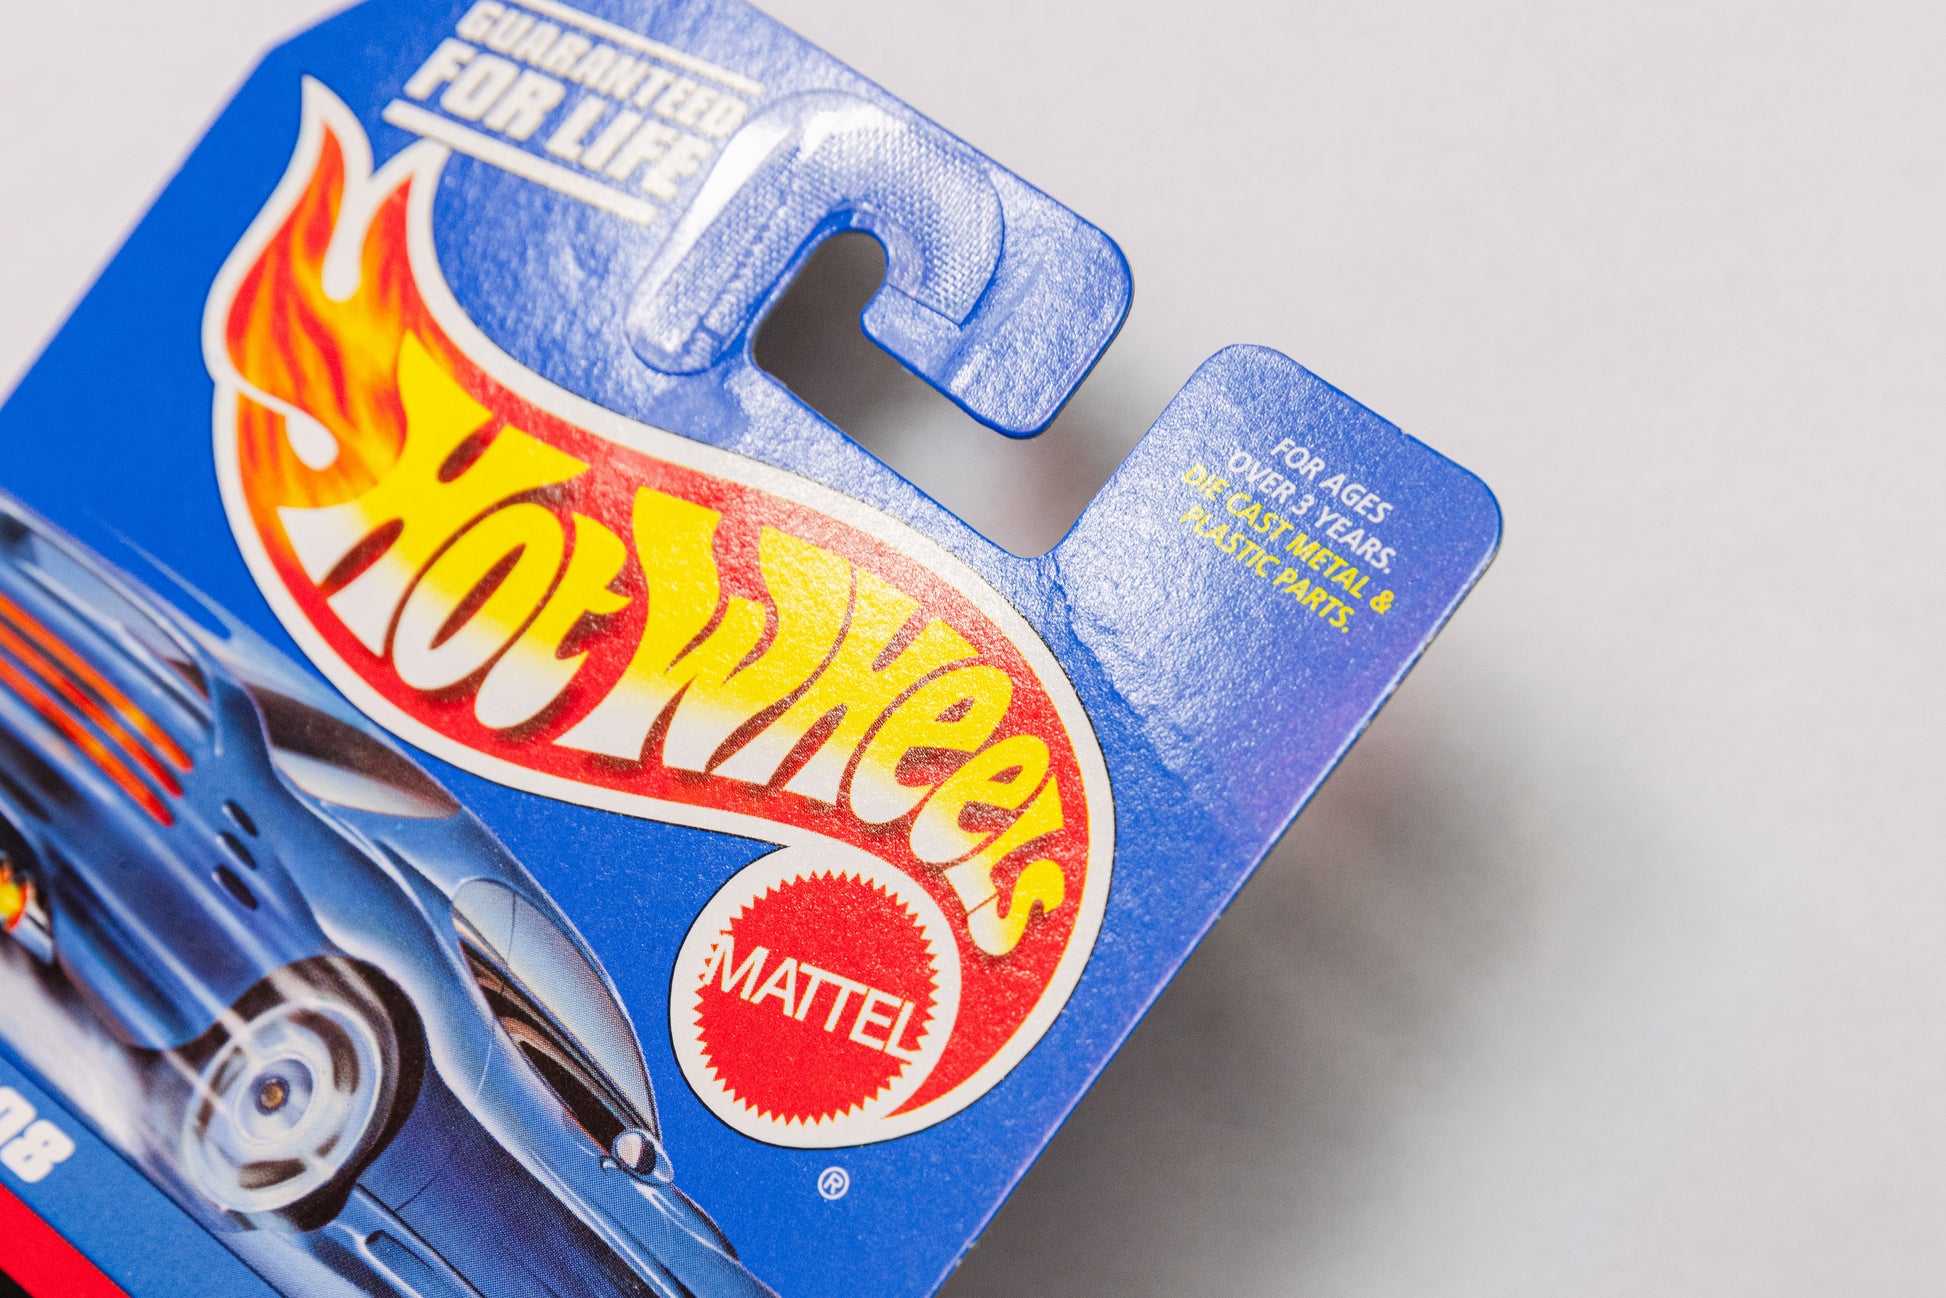 GUARANTEED
FOR LIFE
HOT WHEELS
MATTEL
®
FOR AGES
OVER 3 YEARS.
DIE CAST METAL &
PLASTIC PARTS.